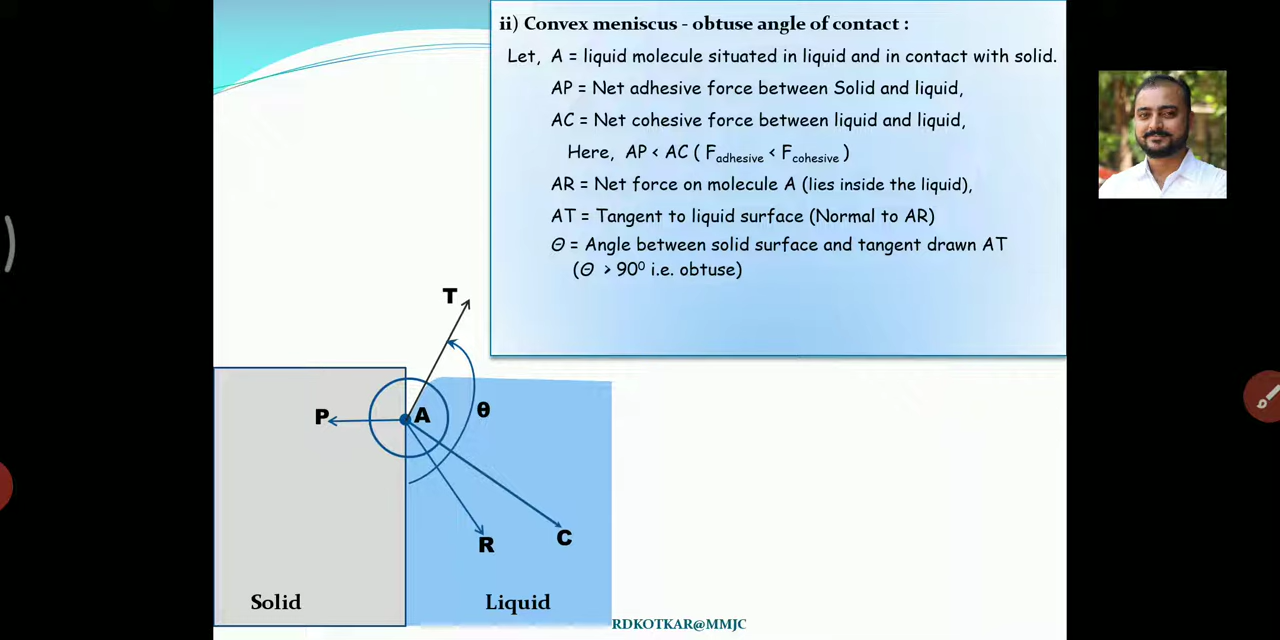 ii) Convex meniscus - obtuse angle of contact :
Let, A = liquid molecule situated in liquid and in contact with solid.
AP = Net adhesive force between Solid and liquid,
AC = Net cohesive force between liquid and liquid,
Here, AP < AC ( Fadhesive < Fcohesive )
AR = Net force on molecule A (lies inside the liquid),
AT = Tangent to liquid surface (Normal to AR)
Θ = Angle between solid surface and tangent drawn AT
(Θ > 90⁰ i.e. obtuse)
T
P
A
θ
R
C
Solid
Liquid
RDKOTKAR@MMJC